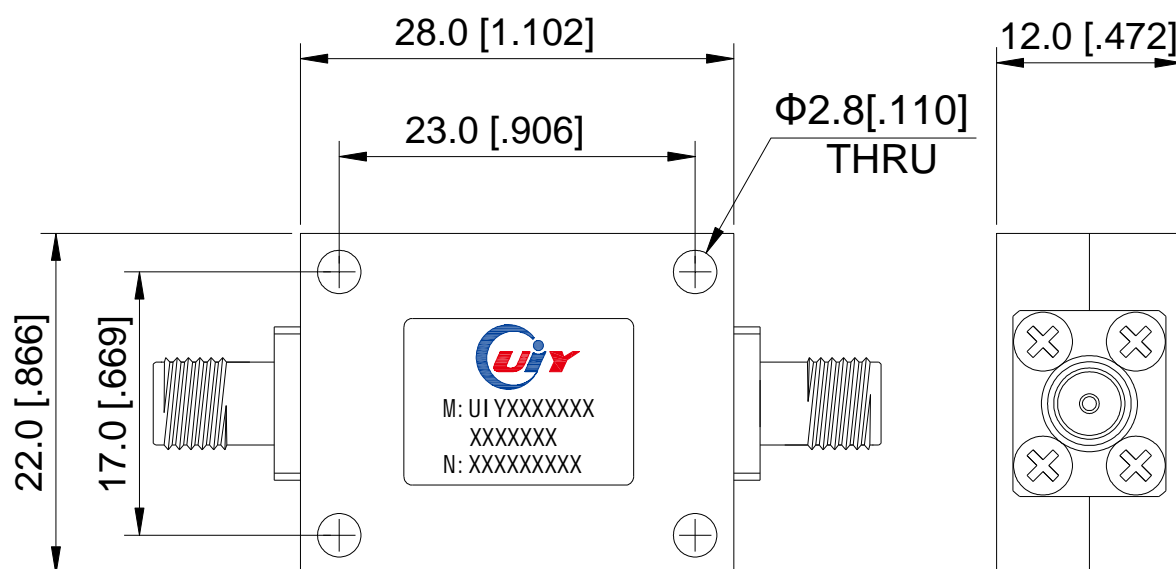 28.0 [1.102]
12.0 [.472]
23.0 [.906]
Φ2.8[.110]
THRU
22.0 [.866]
17.0 [.669]
UiY
M: UIYXXXXXXX
XXXXXXX
N: XXXXXXXXX